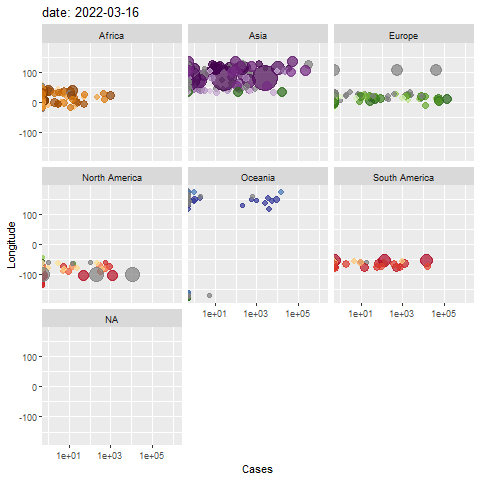 date: 2022-03-16
Africa
Asia
Europe
100
0
-100
North America
Oceania
South America
100
0
-100
Longitude
NA
1e+01
1e+03
1e+05
1e+01
1e+03
1e+05
100
0
-100
1e+01
1e+03
1e+05
Cases